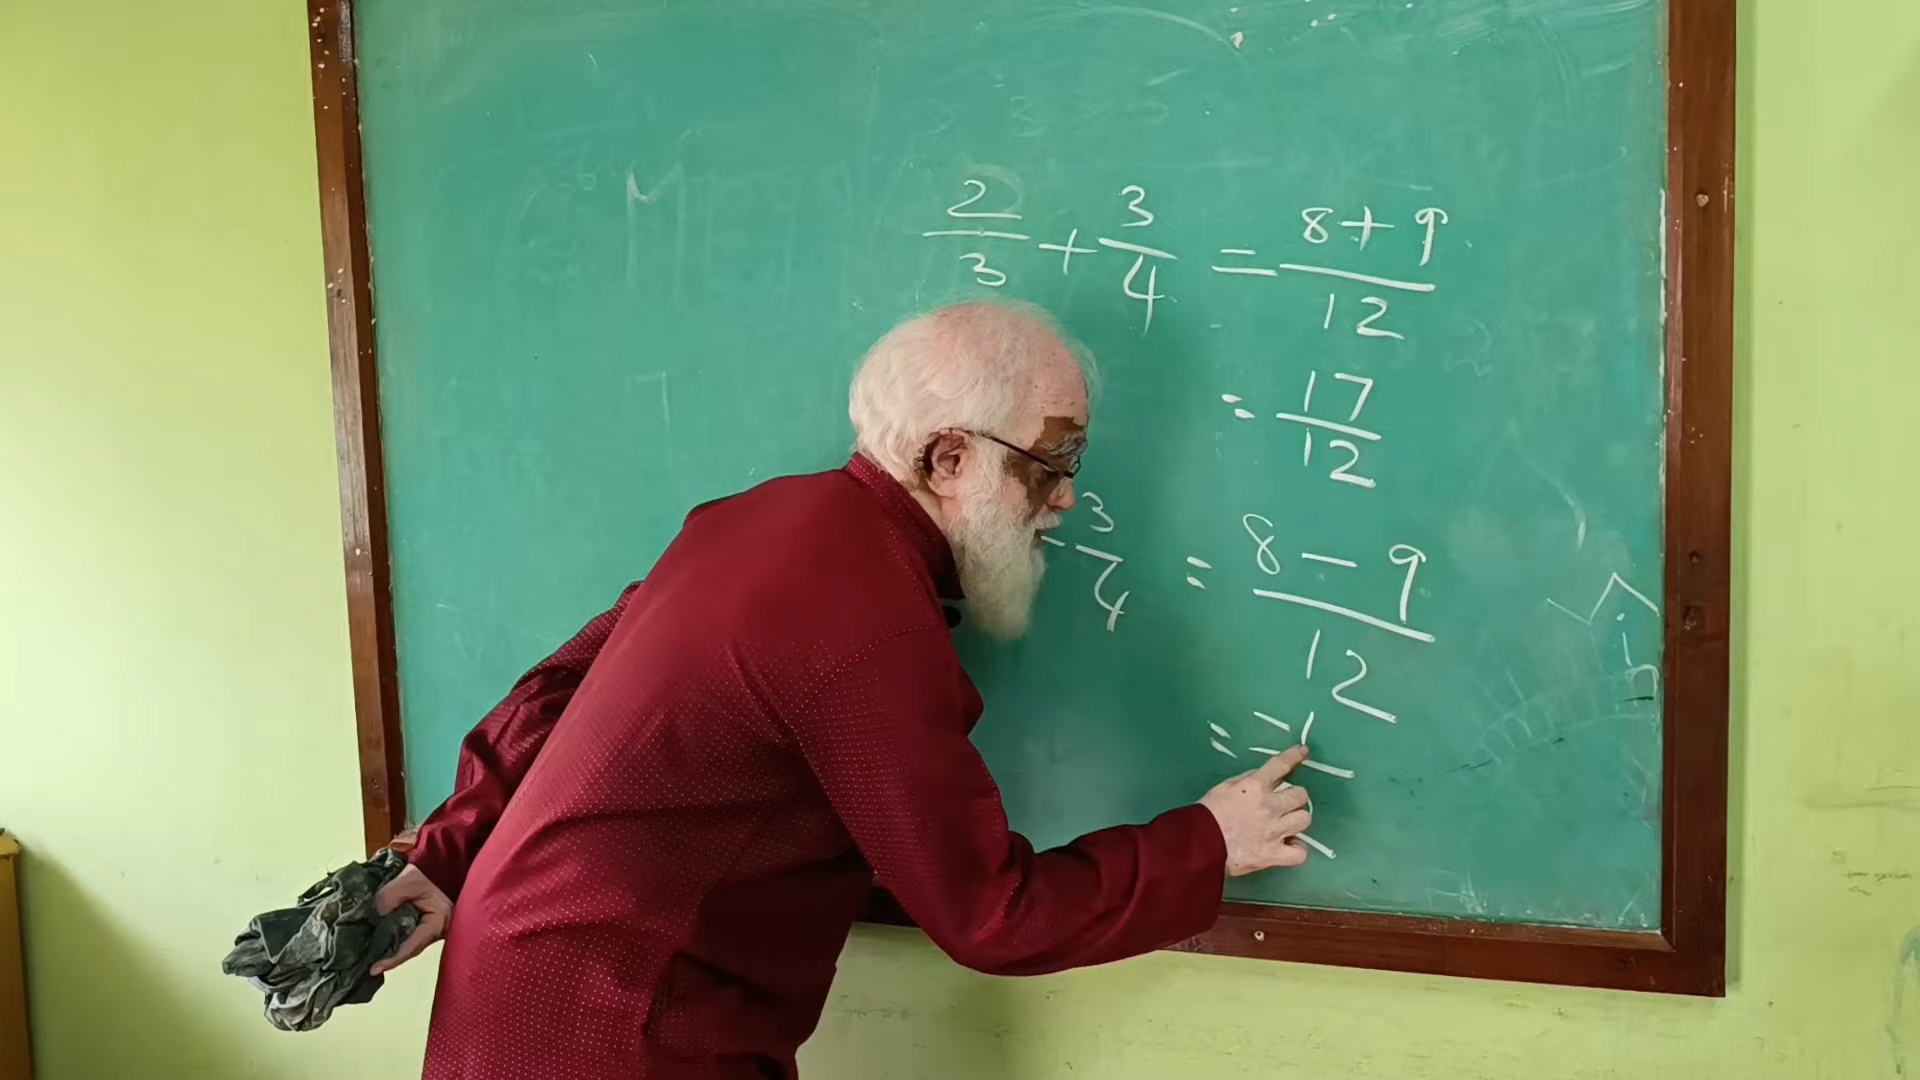 2/3 + 3/4 = 8+9/12
= 17/12
- 3/4 = 8 - 9/12
= -1/